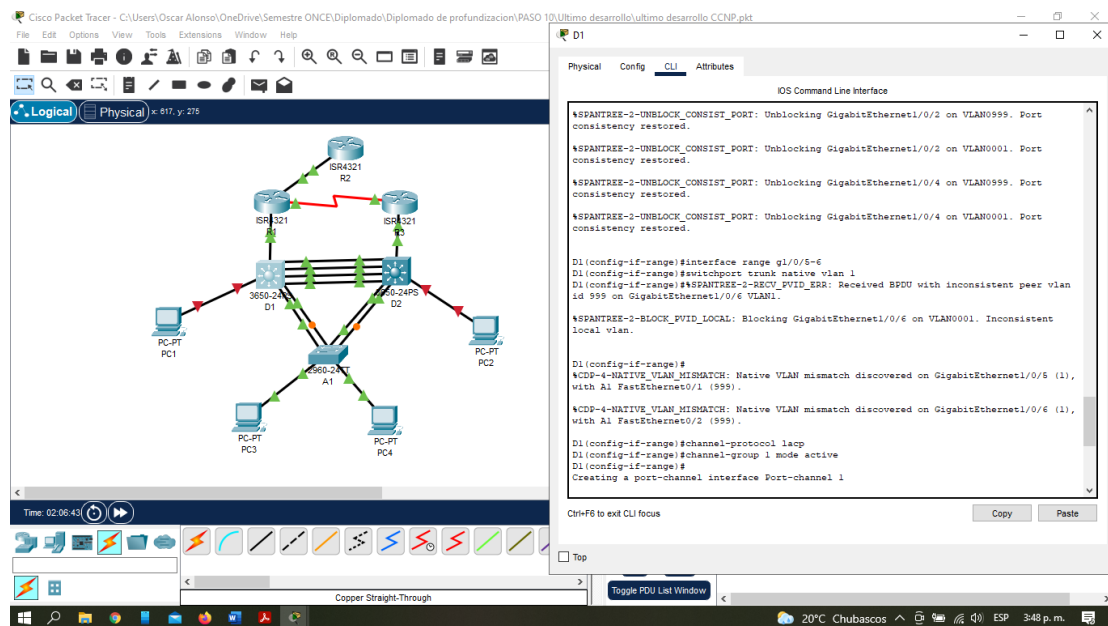 Cisco Packet Tracer - C:\Users\Oscar Alonso\OneDrive\Semestre ONCE\Diplomado\Diplomado de profundizacion\PASO 10\Ultimo desarrollo\ultimo desarrollo CCNP.pkt
File Edit Options View Tools Extensions Window Help
Logical Physical x: 617, y: 275
ISR4321
R2
ISR4321
R1
ISR4321
R3
3650-24PS
D1
3650-24PS
D2
PC-PT
PC1
PC-PT
PC2
2960-24TT
A1
PC-PT
PC3
PC-PT
PC4
Time: 02:06:43
Copper Straight-Through
Toggle PDU List Window
D1
Physical Config CLI Attributes
IOS Command Line Interface
%SPANTREE-2-UNBLOCK_CONSIST_PORT: Unblocking GigabitEthernet1/0/2 on VLAN0999. Port
consistency restored.
%SPANTREE-2-UNBLOCK_CONSIST_PORT: Unblocking GigabitEthernet1/0/2 on VLAN0001. Port
consistency restored.
%SPANTREE-2-UNBLOCK_CONSIST_PORT: Unblocking GigabitEthernet1/0/4 on VLAN0999. Port
consistency restored.
%SPANTREE-2-UNBLOCK_CONSIST_PORT: Unblocking GigabitEthernet1/0/4 on VLAN0001. Port
consistency restored.
D1(config-if-range)#interface range g1/0/5-6
D1(config-if-range)#switchport trunk native vlan 1
D1(config-if-range)#%SPANTREE-2-RECV_PVID_ERR: Received BPDU with inconsistent peer vlan
id 999 on GigabitEthernet1/0/6 VLAN1.
%SPANTREE-2-BLOCK_PVID_LOCAL: Blocking GigabitEthernet1/0/6 on VLAN0001. Inconsistent
local vlan.
D1(config-if-range)#
%CDP-4-NATIVE_VLAN_MISMATCH: Native VLAN mismatch discovered on GigabitEthernet1/0/5 (1),
with A1 FastEthernet0/1 (999).
%CDP-4-NATIVE_VLAN_MISMATCH: Native VLAN mismatch discovered on GigabitEthernet1/0/6 (1),
with A1 FastEthernet0/2 (999).
D1(config-if-range)#channel-protocol lacp
D1(config-if-range)#channel-group 1 mode active
D1(config-if-range)#
Creating a port-channel interface Port-channel 1
Ctrl+F6 to exit CLI focus
Copy Paste
Top
20°C Chubascos ESP 3:48 p. m.